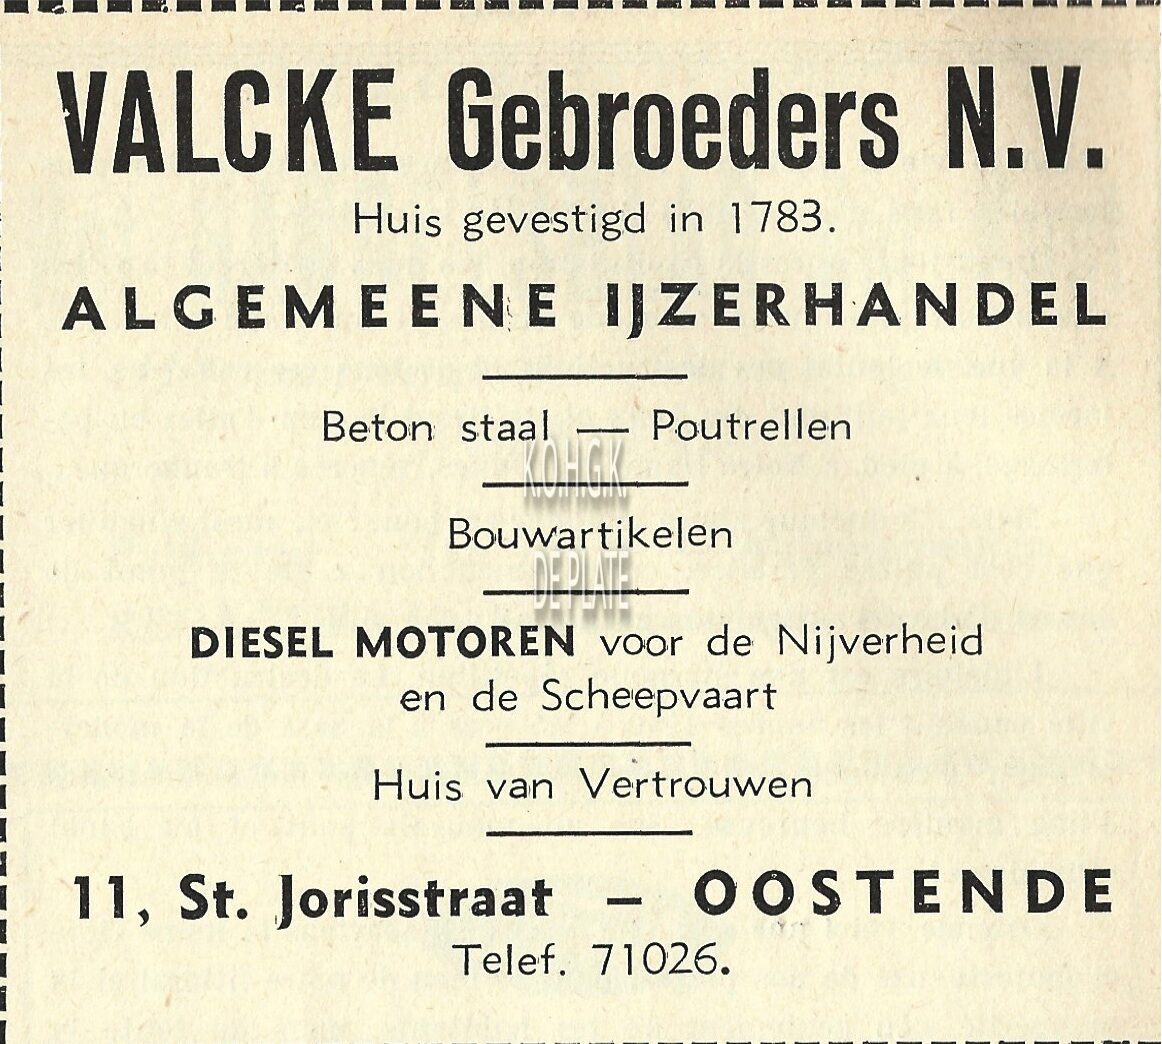 VALCKE Gebroeders N.V.
Huis gevestigd in 1783.
ALGEMEENE IJZERHANDEL
Beton staal — Poutrellen
K.O.H.G.K.
Bouwartikelen
DE PLATE
DIESEL MOTOREN voor de Nijverheid
en de Scheepvaart
Huis van Vertrouwen
11, St. Jorisstraat — OOSTENDE
Telef. 71026.